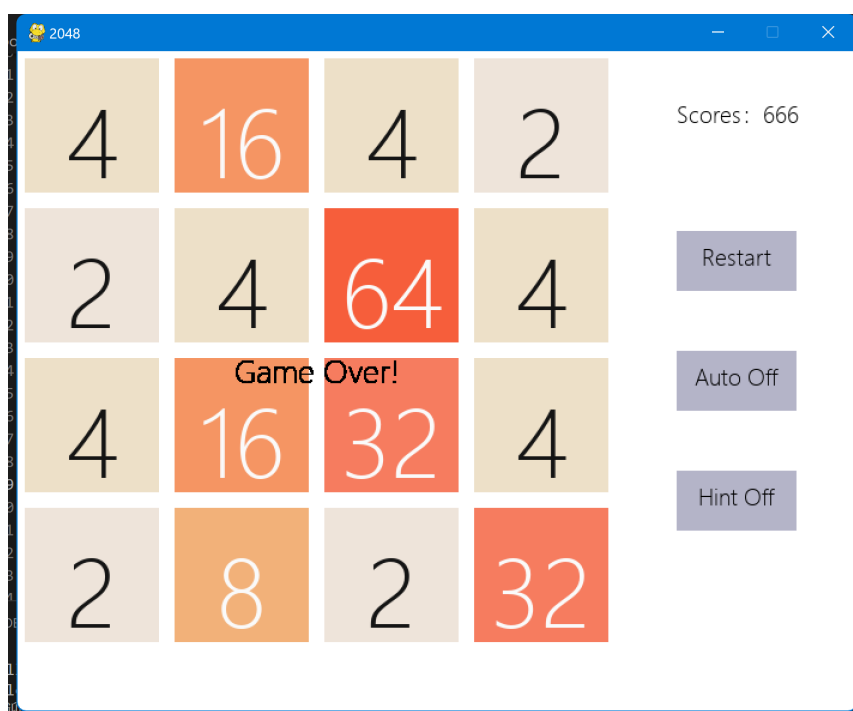 2048
4 16 4 2
Scores: 666
2 4 64 4
Restart
Game Over!
Auto Off
4 16 32 4
Hint Off
2 8 2 32